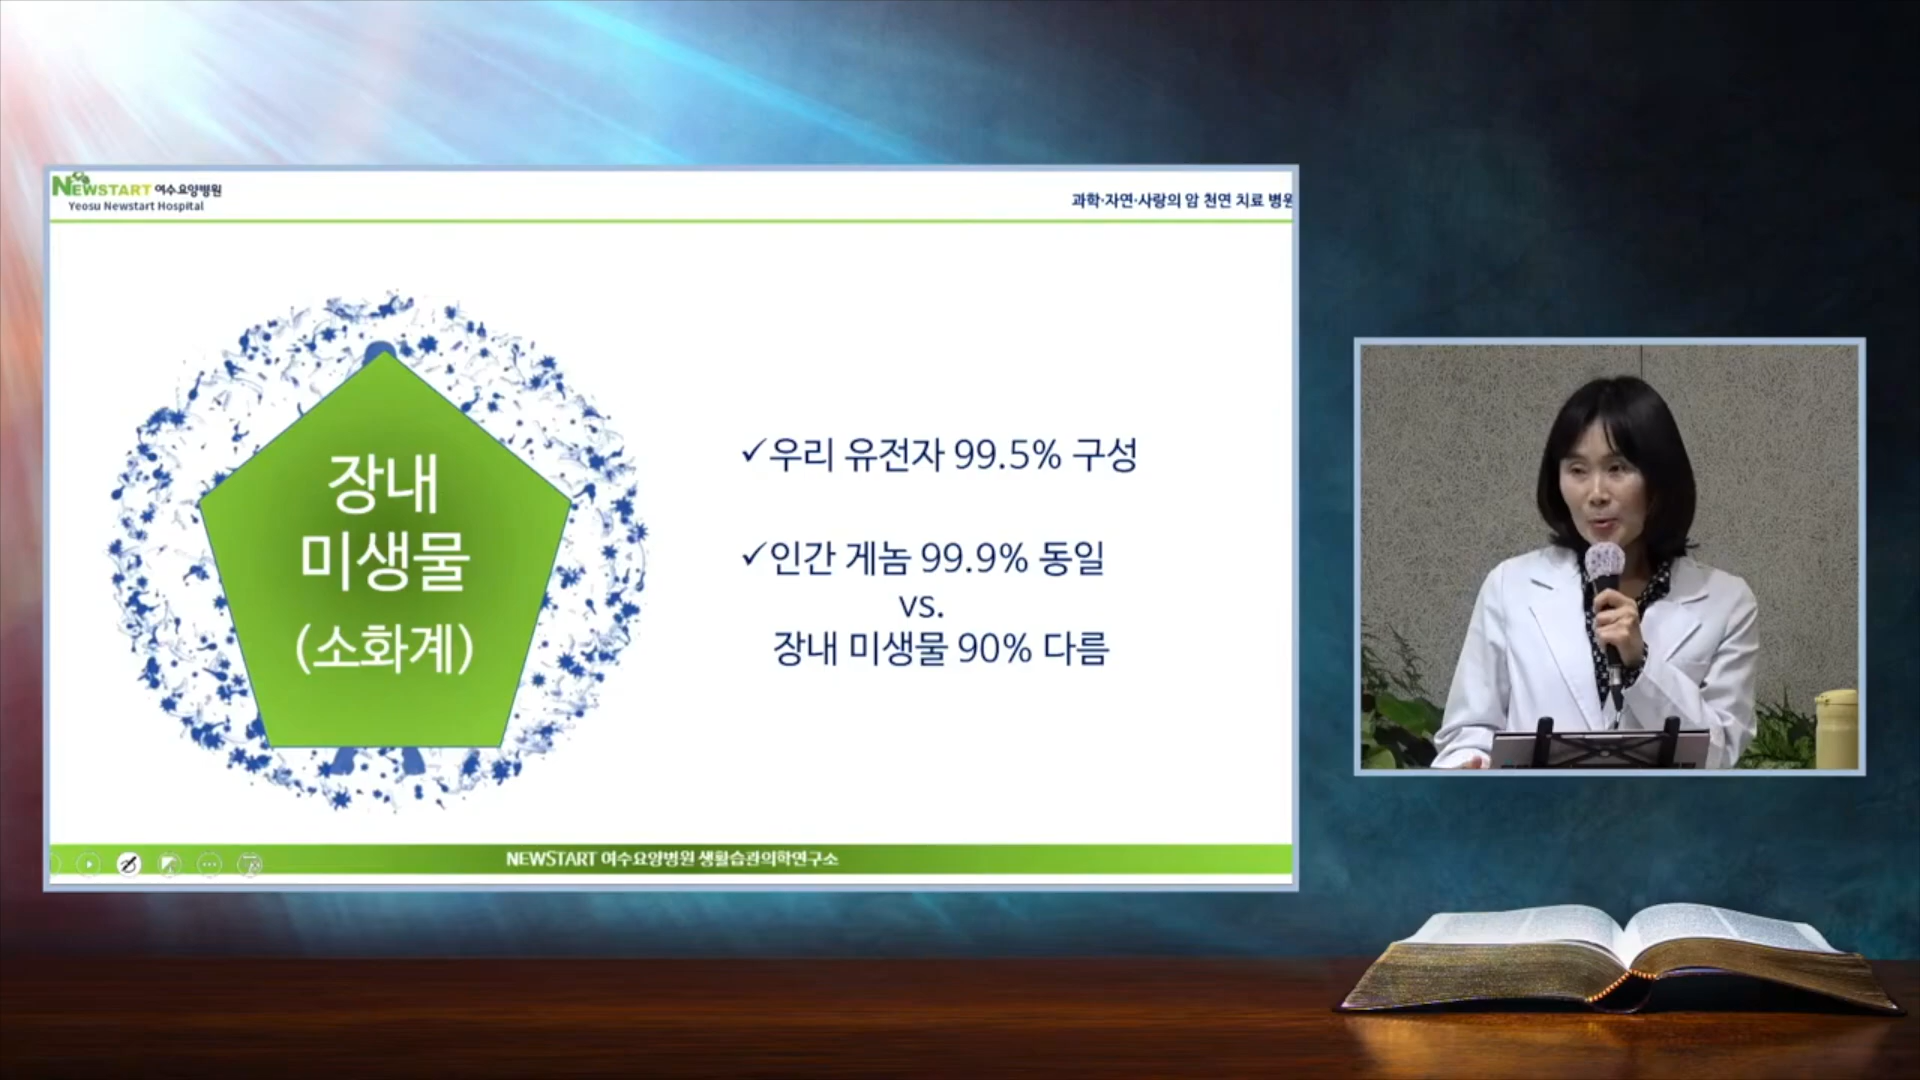 NEWSTART 여수요양병원
Yeosu Newstart Hospital
과학·자연·사랑의 암 천연 치료 병원
장내
미생물
(소화계)
✓우리 유전자 99.5% 구성
✓인간 게놈 99.9% 동일
vs.
장내 미생물 90% 다름
NEWSTART 여수요양병원 생활습관의학연구소